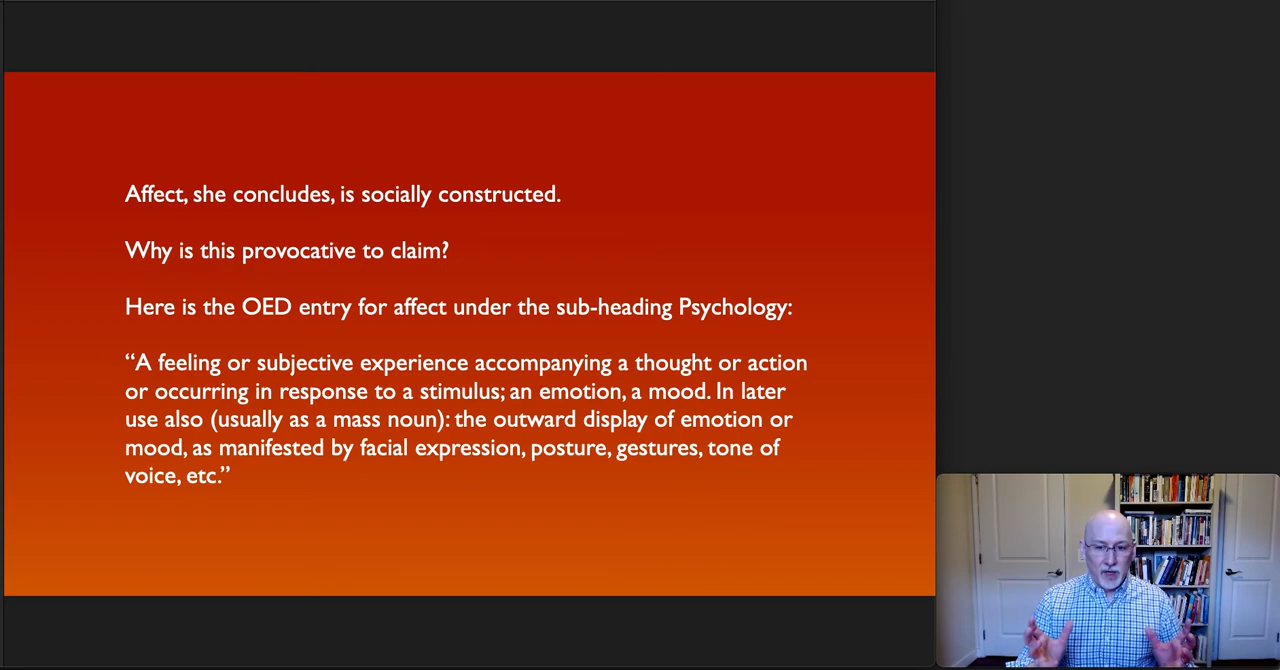 Affect, she concludes, is socially constructed.
Why is this provocative to claim?
Here is the OED entry for affect under the sub-heading Psychology:
“A feeling or subjective experience accompanying a thought or action
or occurring in response to a stimulus; an emotion, a mood. In later
use also (usually as a mass noun): the outward display of emotion or
mood, as manifested by facial expression, posture, gestures, tone of
voice, etc.”